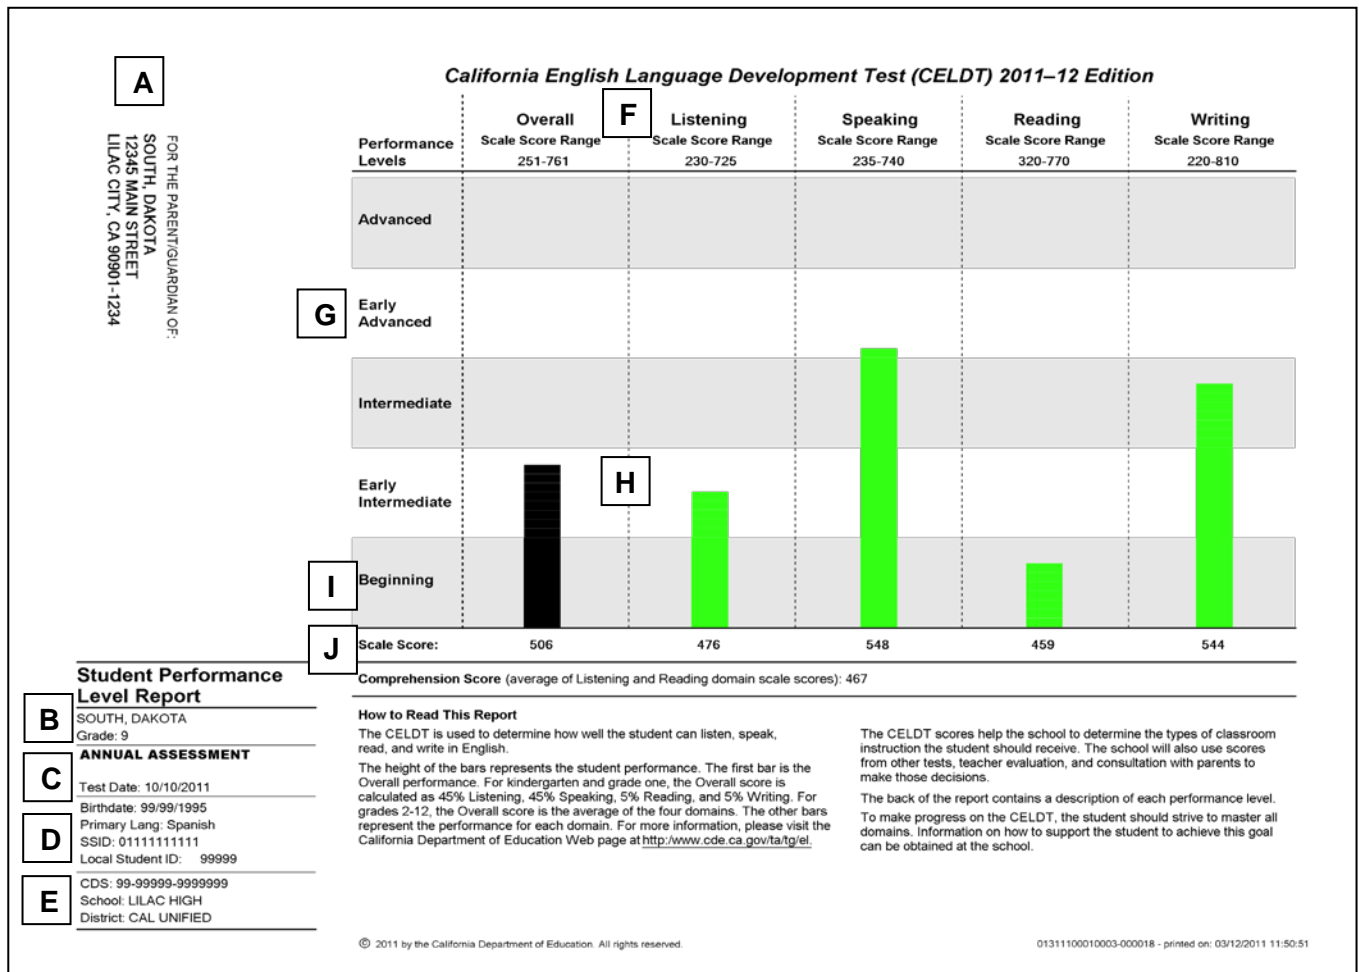 A
FOR THE PARENT/GUARDIAN OF:
SOUTH, DAKOTA
12345 MAIN STREET
LILAC CITY, CA 90901-1234
California English Language Development Test (CELDT) 2011–12 Edition
F
Performance Levels
Overall
Scale Score Range
251-761
Listening
Scale Score Range
230-725
Speaking
Scale Score Range
235-740
Reading
Scale Score Range
320-770
Writing
Scale Score Range
220-810
Advanced
G
Early
Advanced
Intermediate
Early
Intermediate
H
I
Beginning
J
Scale Score: 506 476 548 459 544
Comprehension Score (average of Listening and Reading domain scale scores): 467
Student Performance
Level Report
B
SOUTH, DAKOTA
Grade: 9
C
ANNUAL ASSESSMENT
Test Date: 10/10/2011
D
Birthdate: 99/99/1995
Primary Lang: Spanish
SSID: 01111111111
Local Student ID: 99999
E
CDS: 99-99999-9999999
School: LILAC HIGH
District: CAL UNIFIED
How to Read This Report
The CELDT is used to determine how well the student can listen, speak,
read, and write in English.
The height of the bars represents the student performance. The first bar is the
Overall performance. For kindergarten and grade one, the Overall score is
calculated as 45% Listening, 45% Speaking, 5% Reading, and 5% Writing. For
grades 2-12, the Overall score is the average of the four domains. The other bars
represent the performance for each domain. For more information, please visit the
California Department of Education Web page at http:/www.cde.ca.gov/ta/tg/el.
The CELDT scores help the school to determine the types of classroom
instruction the student should receive. The school will also use scores
from other tests, teacher evaluation, and consultation with parents to
make those decisions.
The back of the report contains a description of each performance level.
To make progress on the CELDT, the student should strive to master all
domains. Information on how to support the student to achieve this goal
can be obtained at the school.
© 2011 by the California Department of Education. All rights reserved.
01311100010003-000018 - printed on: 03/12/2011 11:50:51